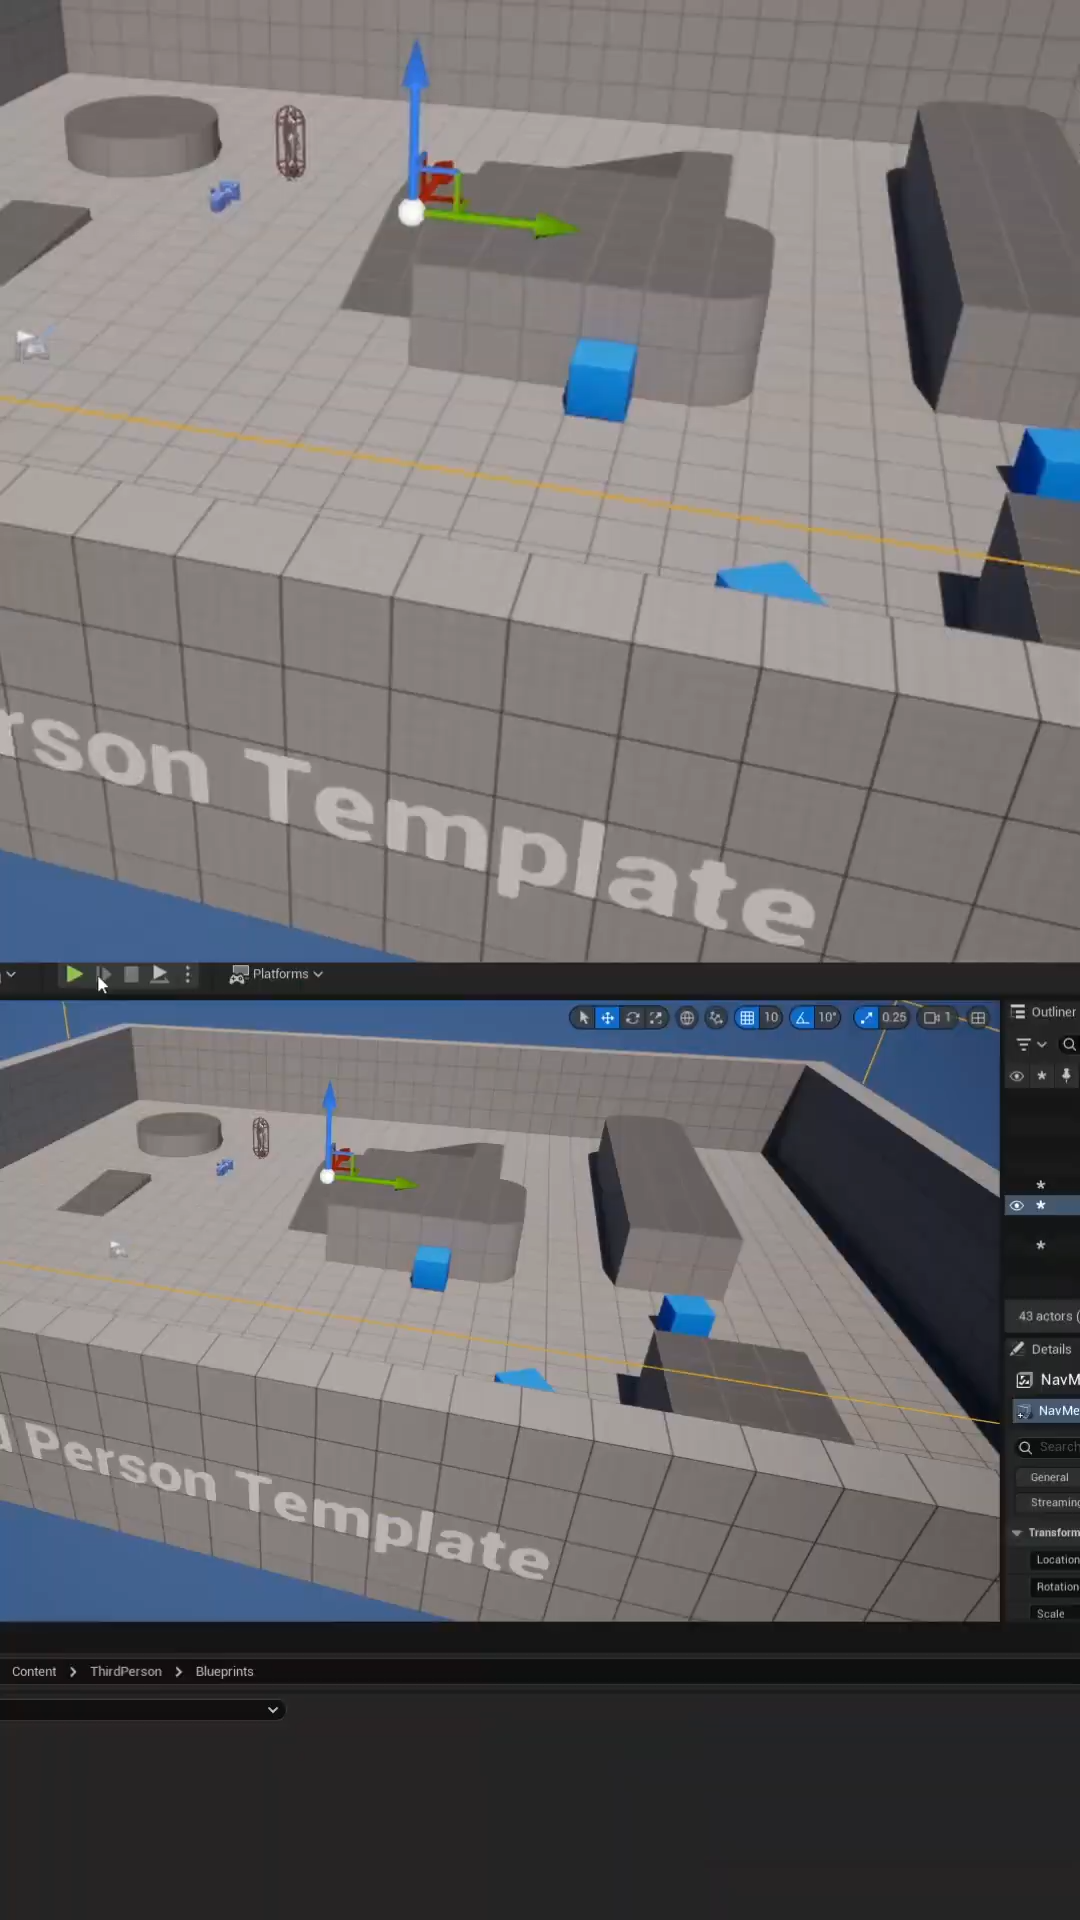 rson Template
Platforms
10
10°
0.25
1
Outliner
43 actors (
Details
NavM
NavMe
Search
General
Streaming
Transform
Location
Rotation
Scale
d Person Template
Content > ThirdPerson > Blueprints